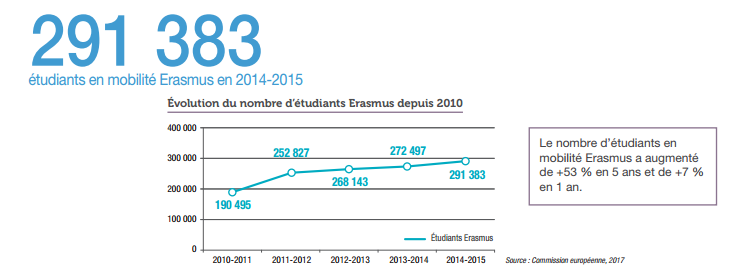 291 383
étudiants en mobilité Erasmus en 2014-2015
Évolution du nombre d'étudiants Erasmus depuis 2010
400 000
300 000
200 000
100 000
0
190 495
252 827
268 143
272 497
291 383
Étudiants Erasmus
2010-2011
2011-2012
2012-2013
2013-2014
2014-2015
Le nombre d'étudiants en
mobilité Erasmus a augmenté
de +53 % en 5 ans et de +7 %
en 1 an.
Source : Commission européenne, 2017